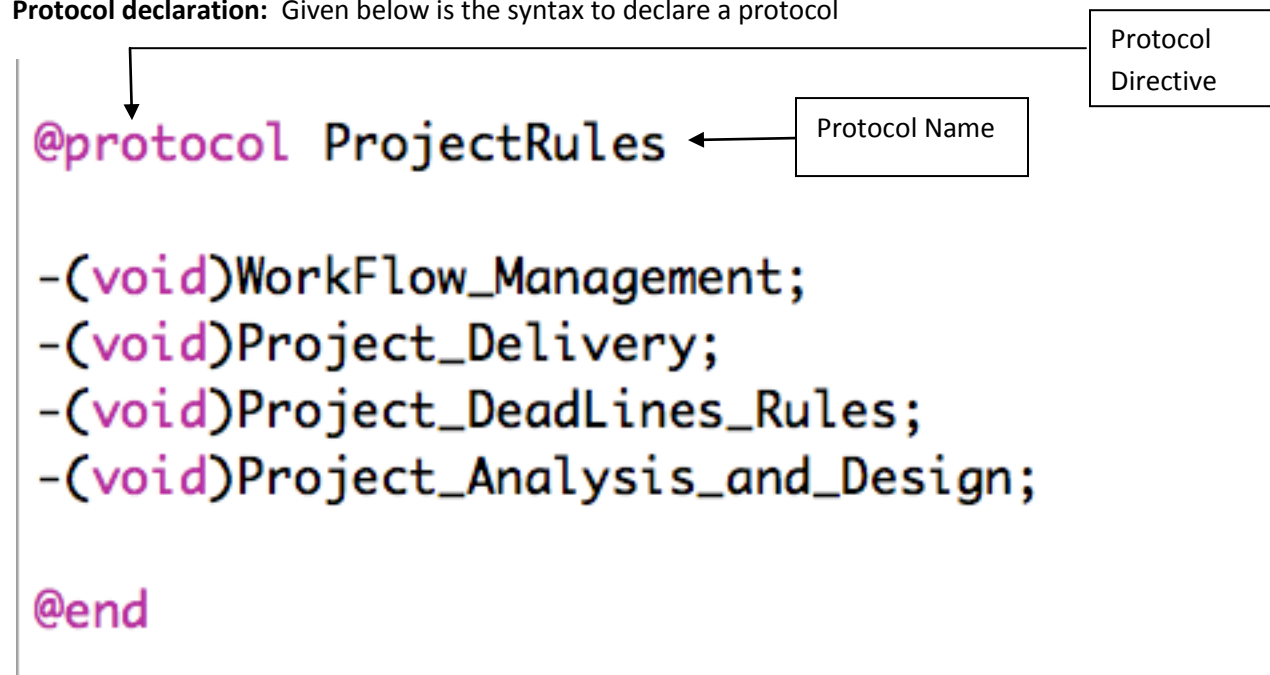 Protocol declaration: Given below is the syntax to declare a protocol
Protocol
Directive
@protocol ProjectRules
Protocol Name
-(void)WorkFlow_Management;
-(void)Project_Delivery;
-(void)Project_DeadLines_Rules;
-(void)Project_Analysis_and_Design;
@end